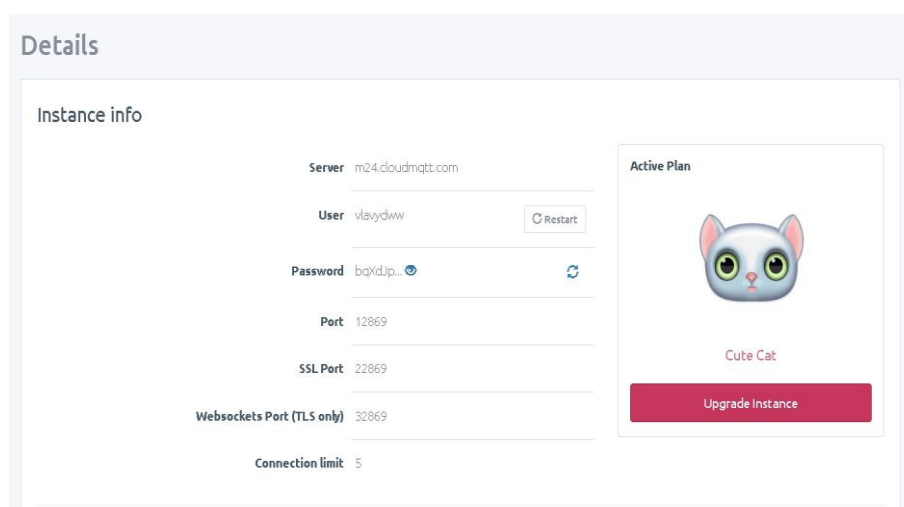 Details
Instance info
Server m24.cloudmqtt.com
User vlavydww Restart
Password bqXdJp...
Port 12869
SSL Port 22869
Websockets Port (TLS only) 32869
Connection limit 5
Active Plan
Cute Cat
Upgrade Instance